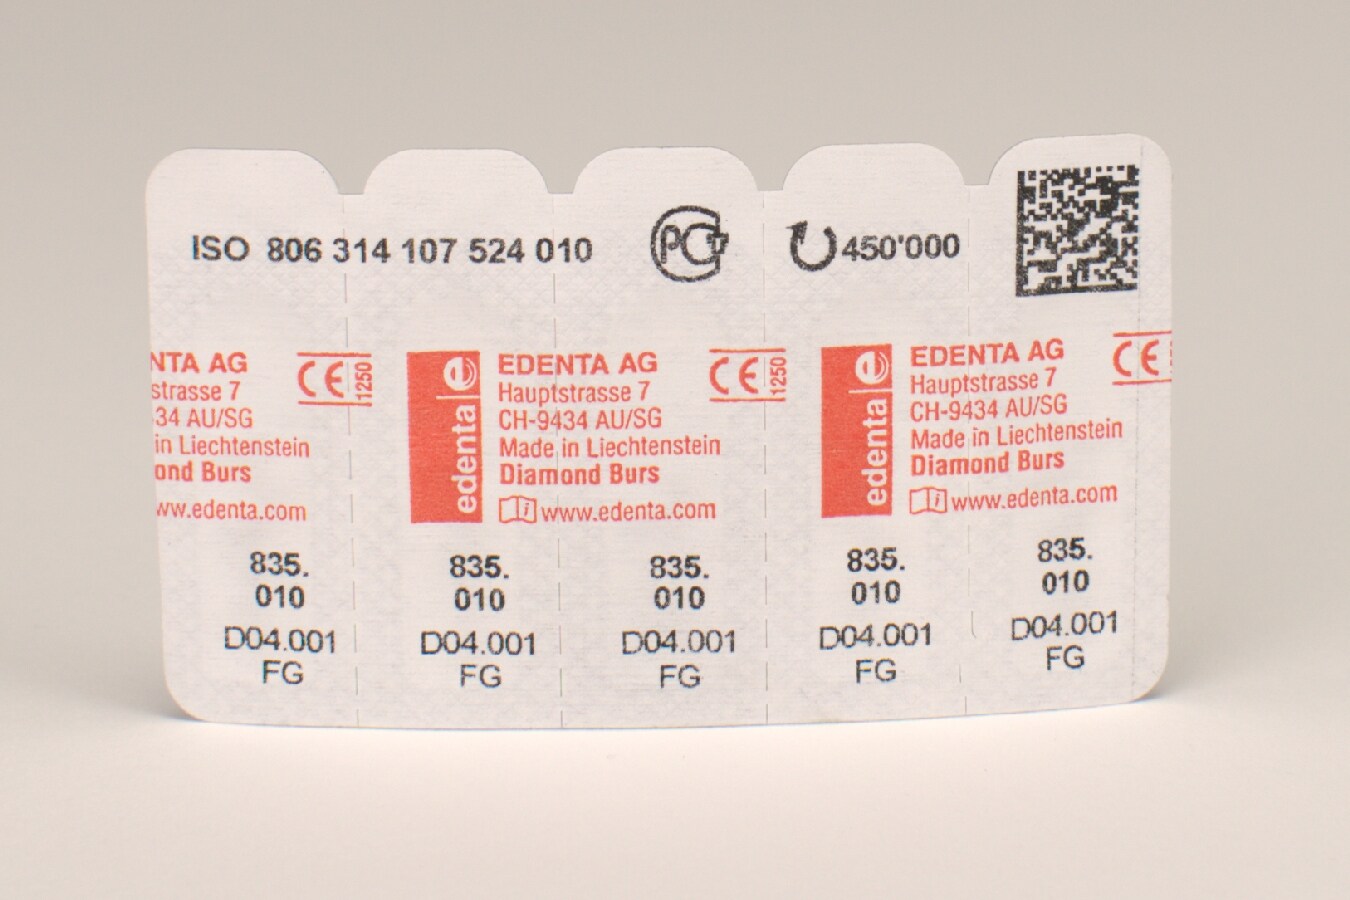 ISO 806 314 107 524 010
РСТ
450'000
NTA AG
strasse 7
34 AU/SG
in Liechtenstein
ond Burs
ww.edenta.com
CE 1250
edenta e
EDENTA AG
Hauptstrasse 7
CH-9434 AU/SG
Made in Liechtenstein
Diamond Burs
i www.edenta.com
CE 1250
edenta e
EDENTA AG
Hauptstrasse 7
CH-9434 AU/SG
Made in Liechtenstein
Diamond Burs
i www.edenta.com
CE
835.
010
D04.001
FG
835.
010
D04.001
FG
835.
010
D04.001
FG
835.
010
D04.001
FG
835.
010
D04.001
FG